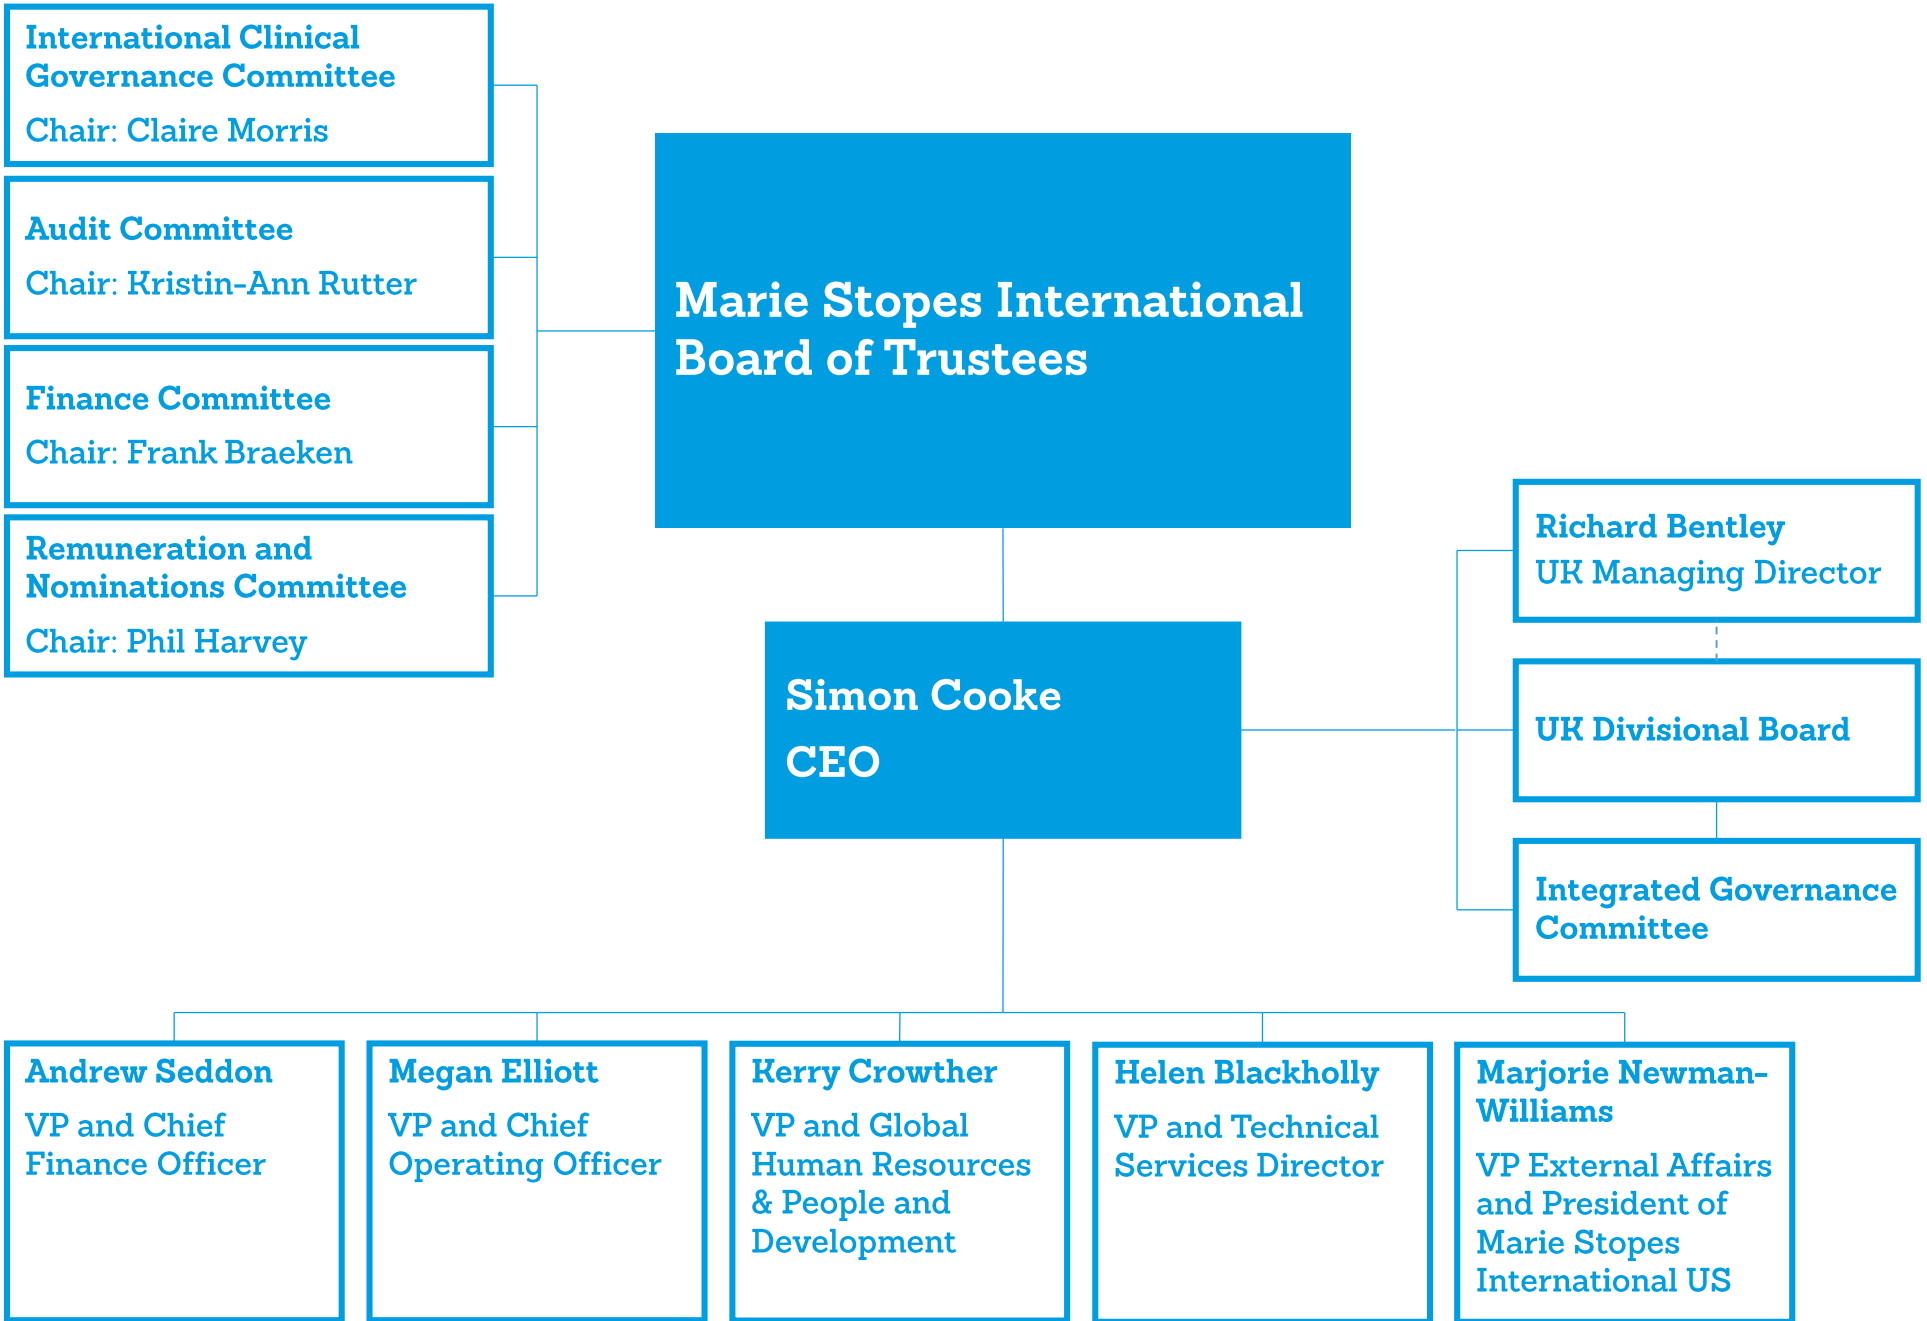 International Clinical
Governance Committee
Chair: Claire Morris
Audit Committee
Chair: Kristin-Ann Rutter
Finance Committee
Chair: Frank Braeken
Remuneration and
Nominations Committee
Chair: Phil Harvey
Marie Stopes International
Board of Trustees
Simon Cooke
CEO
Richard Bentley
UK Managing Director
UK Divisional Board
Integrated Governance
Committee
Andrew Seddon
VP and Chief
Finance Officer
Megan Elliott
VP and Chief
Operating Officer
Kerry Crowther
VP and Global
Human Resources
& People and
Development
Helen Blackholly
VP and Technical
Services Director
Marjorie Newman-
Williams
VP External Affairs
and President of
Marie Stopes
International US